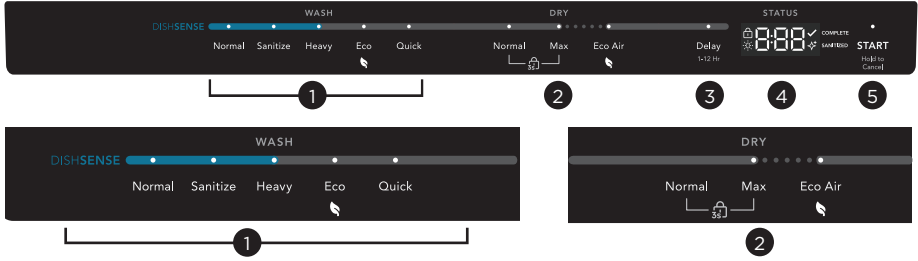 WASH DRY STATUS
DISHSENSE
8:88 COMPLETE
SANITIZED
Normal Sanitize Heavy Eco Quick Normal Max Eco Air Delay START
3s 1-12 Hr Hold to
Cancel
1 2 3 4 5
WASH DRY
DISHSENSE
Normal Sanitize Heavy Eco Quick Normal Max Eco Air
3s
1 2